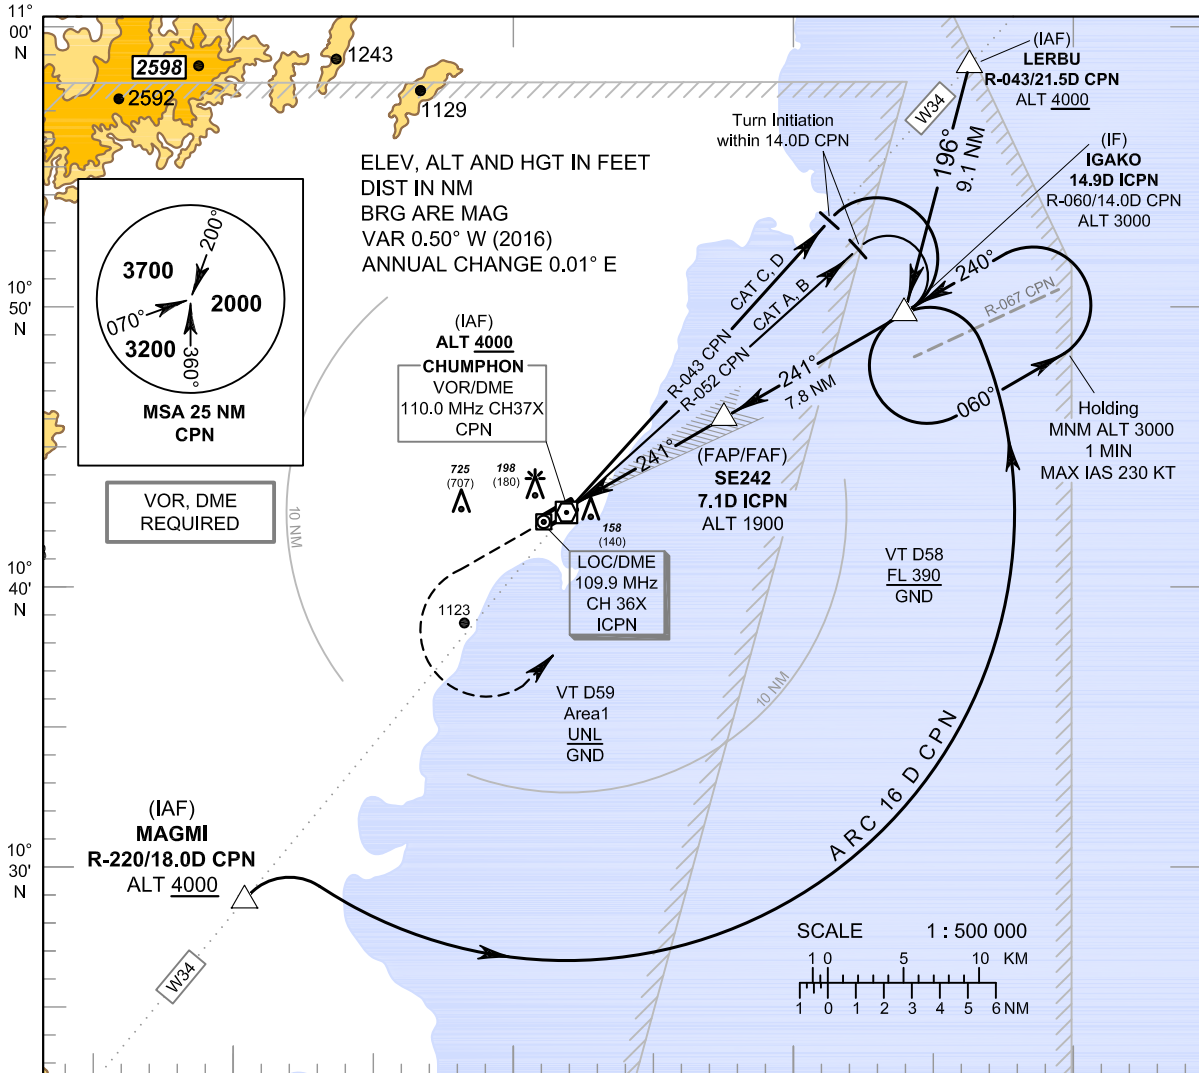 11°
00'
N
2598
2592
1243
1129
(IAF)
LERBU
R-043/21.5D CPN
ALT 4000
W34
Turn Initiation
within 14.0D CPN
196°
9.1 NM
(IF)
IGAKO
14.9D ICPN
R-060/14.0D CPN
ALT 3000
ELEV, ALT AND HGT IN FEET
DIST IN NM
BRG ARE MAG
VAR 0.50° W (2016)
ANNUAL CHANGE 0.01° E
200°
3700
2000
070°
3200
360°
MSA 25 NM
CPN
10°
50'
N
VOR, DME
REQUIRED
(IAF)
ALT 4000
CHUMPHON
VOR/DME
110.0 MHz CH37X
CPN
CAT C, D
R-043 CPN
CAT A, B
R-052 CPN
240°
R-067 CPN
060°
Holding
MNM ALT 3000
1 MIN
MAX IAS 230 KT
241°
7.8 NM
241°
(FAP/FAF)
SE242
7.1D ICPN
ALT 1900
725
(707)
198
(180)
158
(140)
10 NM
LOC/DME
109.9 MHz
CH 36X
ICPN
VT D58
FL 390
GND
10°
40'
N
1123
VT D59
Area1
UNL
GND
10 NM
ARC 16 D CPN
(IAF)
MAGMI
R-220/18.0D CPN
ALT 4000
10°
30'
N
W34
SCALE 1 : 500 000
1 0 5 10 KM
1 0 1 2 3 4 5 6 NM